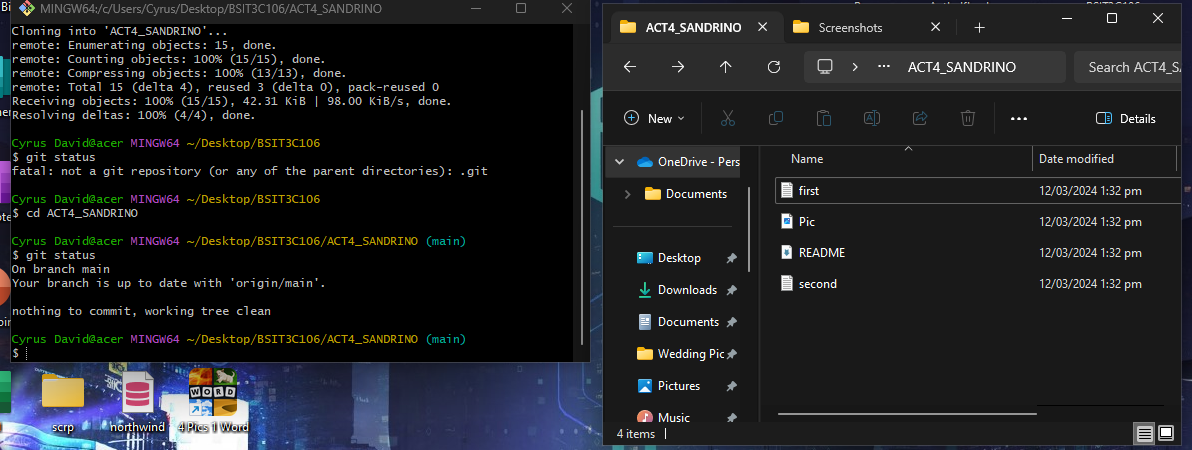 MINGW64:/c/Users/Cyrus/Desktop/BSIT3C106/ACT4_SANDRINO
Cloning into 'ACT4_SANDRINO'...
remote: Enumerating objects: 15, done.
remote: Counting objects: 100% (15/15), done.
remote: Compressing objects: 100% (13/13), done.
remote: Total 15 (delta 4), reused 3 (delta 0), pack-reused 0
Receiving objects: 100% (15/15), 42.31 KiB | 98.00 KiB/s, done.
Resolving deltas: 100% (4/4), done.
Cyrus David@acer MINGW64 ~/Desktop/BSIT3C106
$ git status
fatal: not a git repository (or any of the parent directories): .git
Cyrus David@acer MINGW64 ~/Desktop/BSIT3C106
$ cd ACT4_SANDRINO
Cyrus David@acer MINGW64 ~/Desktop/BSIT3C106/ACT4_SANDRINO (main)
$ git status
On branch main
Your branch is up to date with 'origin/main'.
nothing to commit, working tree clean
Cyrus David@acer MINGW64 ~/Desktop/BSIT3C106/ACT4_SANDRINO (main)
$
scrp
northwind
WORD
4 Pics 1 Word
ACT4_SANDRINO
Screenshots
ACT4_SANDRINO
Search ACT4_S
New
Details
OneDrive - Pers
Documents
Desktop
Downloads
Documents
Wedding Pic
Pictures
Music
Name Date modified
first 12/03/2024 1:32 pm
Pic 12/03/2024 1:32 pm
README 12/03/2024 1:32 pm
second 12/03/2024 1:32 pm
4 items